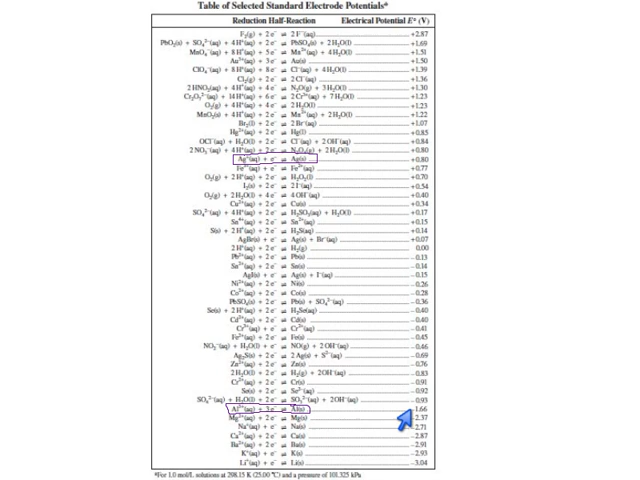 Table of Selected Standard Electrode Potentials*
Reduction Half-Reaction Electrical Potential E° (V)
F₂(g) + 2e⁻ ⇌ 2F⁻(aq) +2.87
PbO₂(s) + SO₄²⁻(aq) + 4H⁺(aq) + 2e⁻ ⇌ PbSO₄(s) + 2H₂O(l) +1.69
MnO₄⁻(aq) + 8H⁺(aq) + 5e⁻ ⇌ Mn²⁺(aq) + 4H₂O(l) +1.51
Au³⁺(aq) + 3e⁻ ⇌ Au(s) +1.50
ClO₄⁻(aq) + 8H⁺(aq) + 8e⁻ ⇌ Cl⁻(aq) + 4H₂O(l) +1.39
Cl₂(g) + 2e⁻ ⇌ 2Cl⁻(aq) +1.36
2HNO₂(aq) + 4H⁺(aq) + 4e⁻ ⇌ N₂O(g) + 3H₂O(l) +1.30
Cr₂O₇²⁻(aq) + 14H⁺(aq) + 6e⁻ ⇌ 2Cr³⁺(aq) + 7H₂O(l) +1.23
O₂(g) + 4H⁺(aq) + 4e⁻ ⇌ 2H₂O(l) +1.23
MnO₂(s) + 4H⁺(aq) + 2e⁻ ⇌ Mn²⁺(aq) + 2H₂O(l) +1.22
Br₂(l) + 2e⁻ ⇌ 2Br⁻(aq) +1.07
Hg²⁺(aq) + 2e⁻ ⇌ Hg(l) +0.85
OCl⁻(aq) + H₂O(l) + 2e⁻ ⇌ Cl⁻(aq) + 2OH⁻(aq) +0.84
2NO₃⁻(aq) + 4H⁺(aq) + 2e⁻ ⇌ N₂O₄(g) + 2H₂O(l) +0.80
Ag⁺(aq) + e⁻ ⇌ Ag(s) +0.80
Fe³⁺(aq) + e⁻ ⇌ Fe²⁺(aq) +0.77
O₂(g) + 2H⁺(aq) + 2e⁻ ⇌ H₂O₂(l) +0.70
I₂(s) + 2e⁻ ⇌ 2I⁻(aq) +0.54
O₂(g) + 2H₂O(l) + 4e⁻ ⇌ 4OH⁻(aq) +0.40
Cu²⁺(aq) + 2e⁻ ⇌ Cu(s) +0.34
SO₄²⁻(aq) + 4H⁺(aq) + 2e⁻ ⇌ H₂SO₃(aq) + H₂O(l) +0.17
Sn⁴⁺(aq) + 2e⁻ ⇌ Sn²⁺(aq) +0.15
S(s) + 2H⁺(aq) + 2e⁻ ⇌ H₂S(aq) +0.14
AgBr(s) + e⁻ ⇌ Ag(s) + Br⁻(aq) +0.07
2H⁺(aq) + 2e⁻ ⇌ H₂(g) 0.00
Pb²⁺(aq) + 2e⁻ ⇌ Pb(s) -0.13
Sn²⁺(aq) + 2e⁻ ⇌ Sn(s) -0.14
AgI(s) + e⁻ ⇌ Ag(s) + I⁻(aq) -0.15
Ni²⁺(aq) + 2e⁻ ⇌ Ni(s) -0.26
Co²⁺(aq) + 2e⁻ ⇌ Co(s) -0.28
PbSO₄(s) + 2e⁻ ⇌ Pb(s) + SO₄²⁻(aq) -0.36
Se(s) + 2H⁺(aq) + 2e⁻ ⇌ H₂Se(aq) -0.40
Cd²⁺(aq) + 2e⁻ ⇌ Cd(s) -0.40
Cr³⁺(aq) + e⁻ ⇌ Cr²⁺(aq) -0.41
Fe²⁺(aq) + 2e⁻ ⇌ Fe(s) -0.45
NO₂⁻(aq) + H₂O(l) + e⁻ ⇌ NO(g) + 2OH⁻(aq) -0.46
Ag₂S(s) + 2e⁻ ⇌ 2Ag(s) + S²⁻(aq) -0.69
Zn²⁺(aq) + 2e⁻ ⇌ Zn(s) -0.76
2H₂O(l) + 2e⁻ ⇌ H₂(g) + 2OH⁻(aq) -0.83
Cr²⁺(aq) + 2e⁻ ⇌ Cr(s) -0.91
Se(s) + 2e⁻ ⇌ Se²⁻(aq) -0.92
SO₄²⁻(aq) + H₂O(l) + 2e⁻ ⇌ SO₃²⁻(aq) + 2OH⁻(aq) -0.93
Al³⁺(aq) + 3e⁻ ⇌ Al(s) -1.66
Mg²⁺(aq) + 2e⁻ ⇌ Mg(s) -2.37
Na⁺(aq) + e⁻ ⇌ Na(s) -2.71
Ca²⁺(aq) + 2e⁻ ⇌ Ca(s) -2.87
Ba²⁺(aq) + 2e⁻ ⇌ Ba(s) -2.91
K⁺(aq) + e⁻ ⇌ K(s) -2.93
Li⁺(aq) + e⁻ ⇌ Li(s) -3.04
*For 1.0 mol/L solutions at 298.15 K (25.00 °C) and a pressure of 101.325 kPa